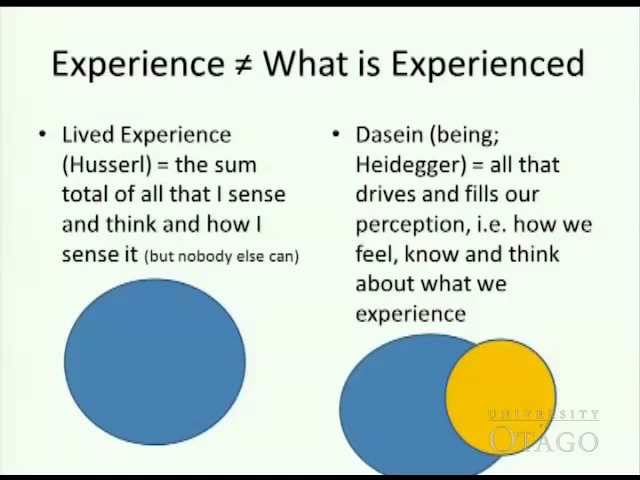 Experience ≠ What is Experienced
• Lived Experience
(Husserl) = the sum
total of all that I sense
and think and how I
sense it (but nobody else can)
• Dasein (being;
Heidegger) = all that
drives and fills our
perception, i.e. how we
feel, know and think
about what we
experience
UNIVERSITY
of
OTAGO